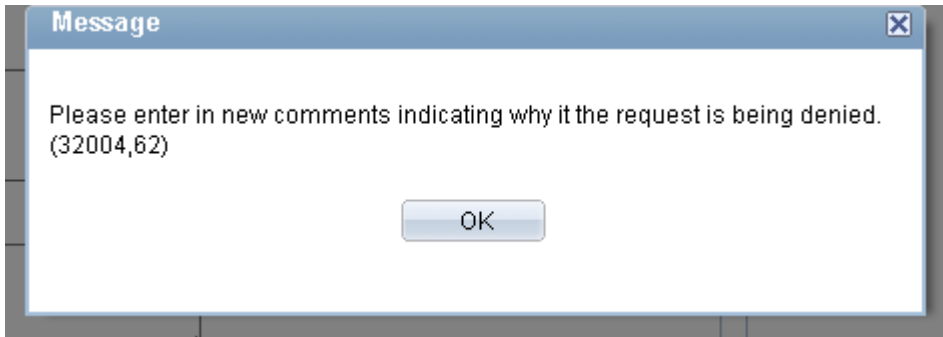 Message
Please enter in new comments indicating why it the request is being denied.
(32004,62)
OK